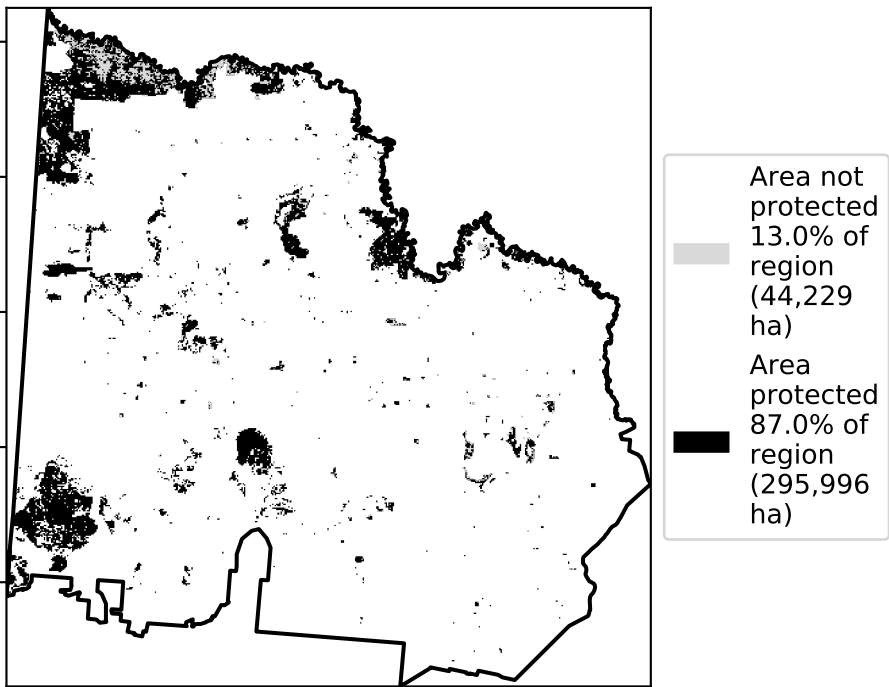 Area not
protected
13.0% of
region
(44,229
ha)
Area
protected
87.0% of
region
(295,996
ha)